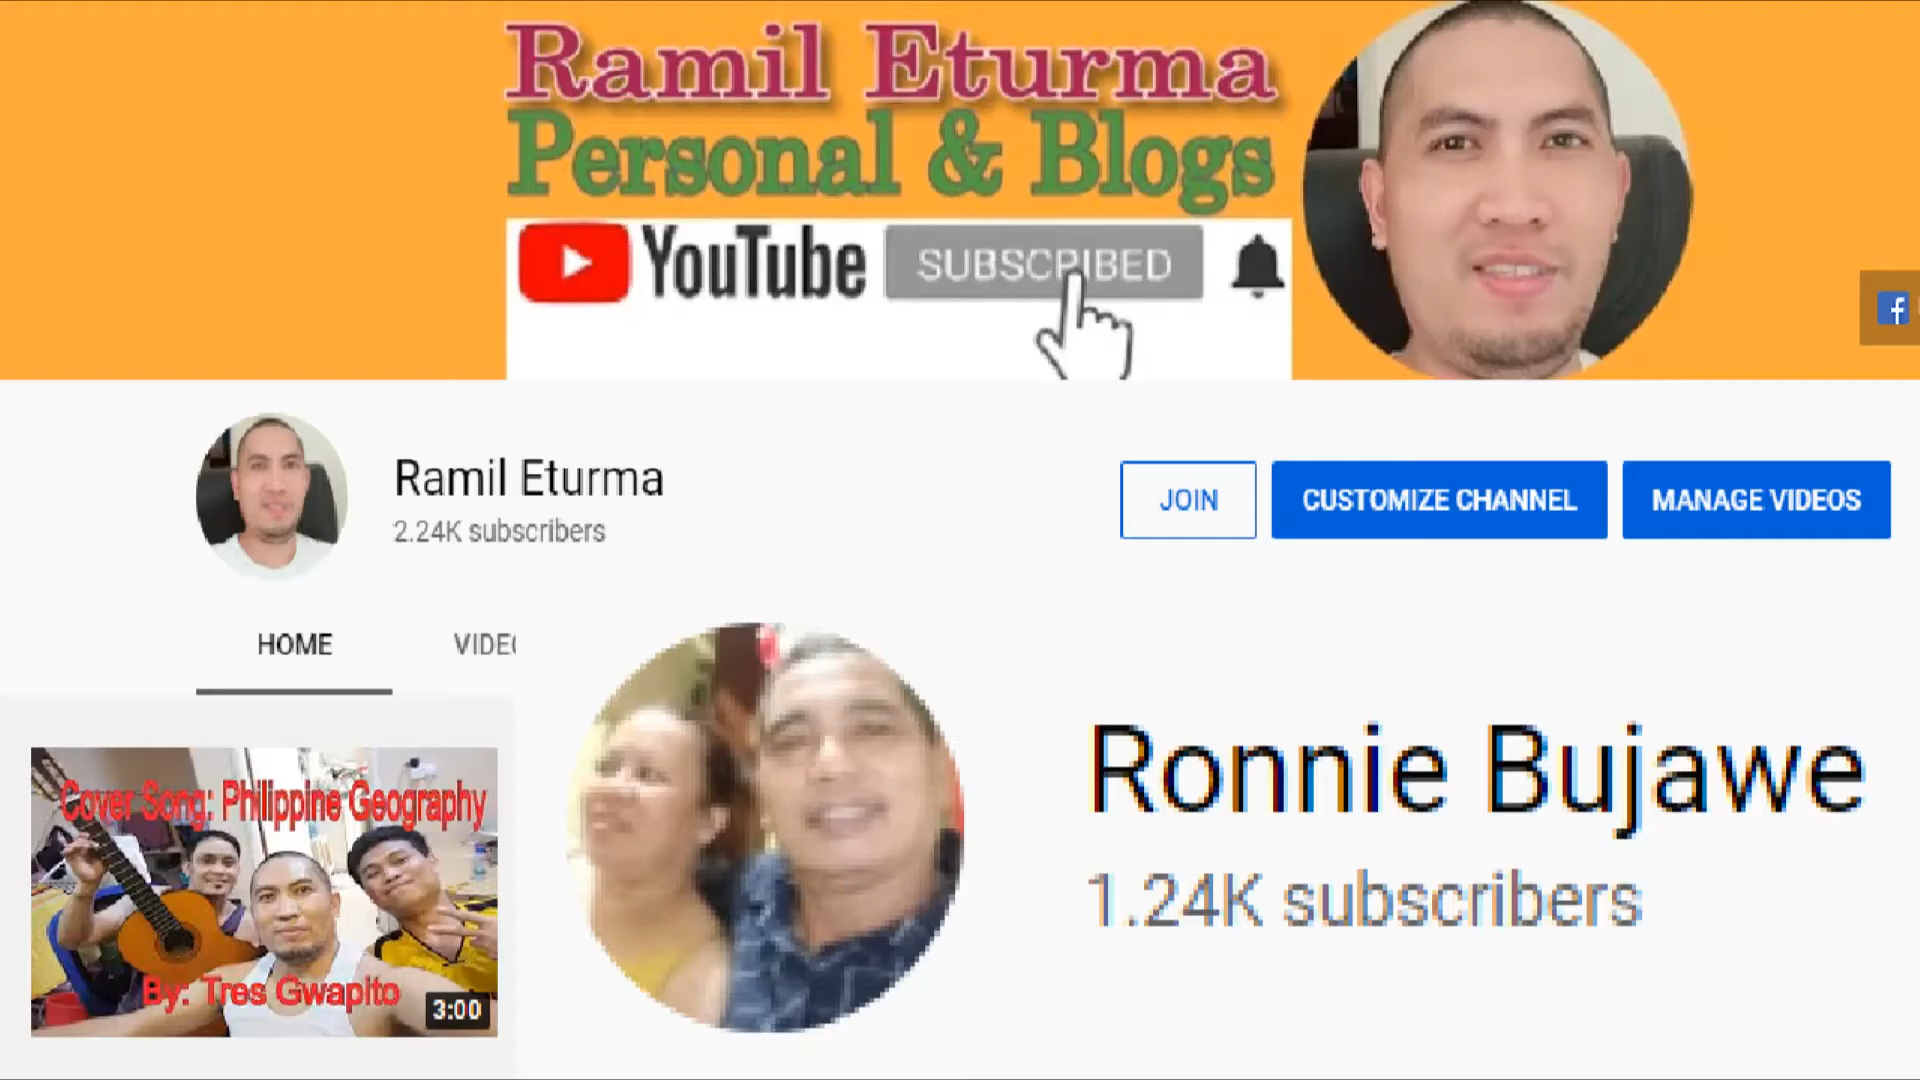 Ramil Eturma
Personal & Blogs
YouTube SUBSCRIBED
Ramil Eturma
2.24K subscribers
JOIN CUSTOMIZE CHANNEL MANAGE VIDEOS
HOME
Ronnie Bujawe
1.24K subscribers
Cover Song: Philippine Geography
By: Tres Gwapito
3:00